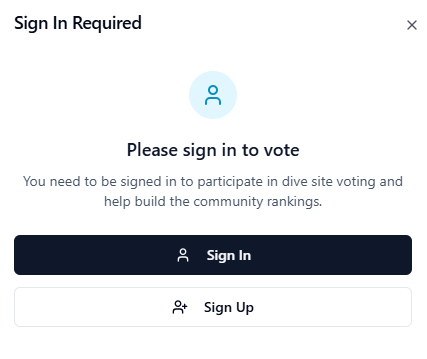 Sign In Required
Please sign in to vote
You need to be signed in to participate in dive site voting and
help build the community rankings.
Sign In
Sign Up